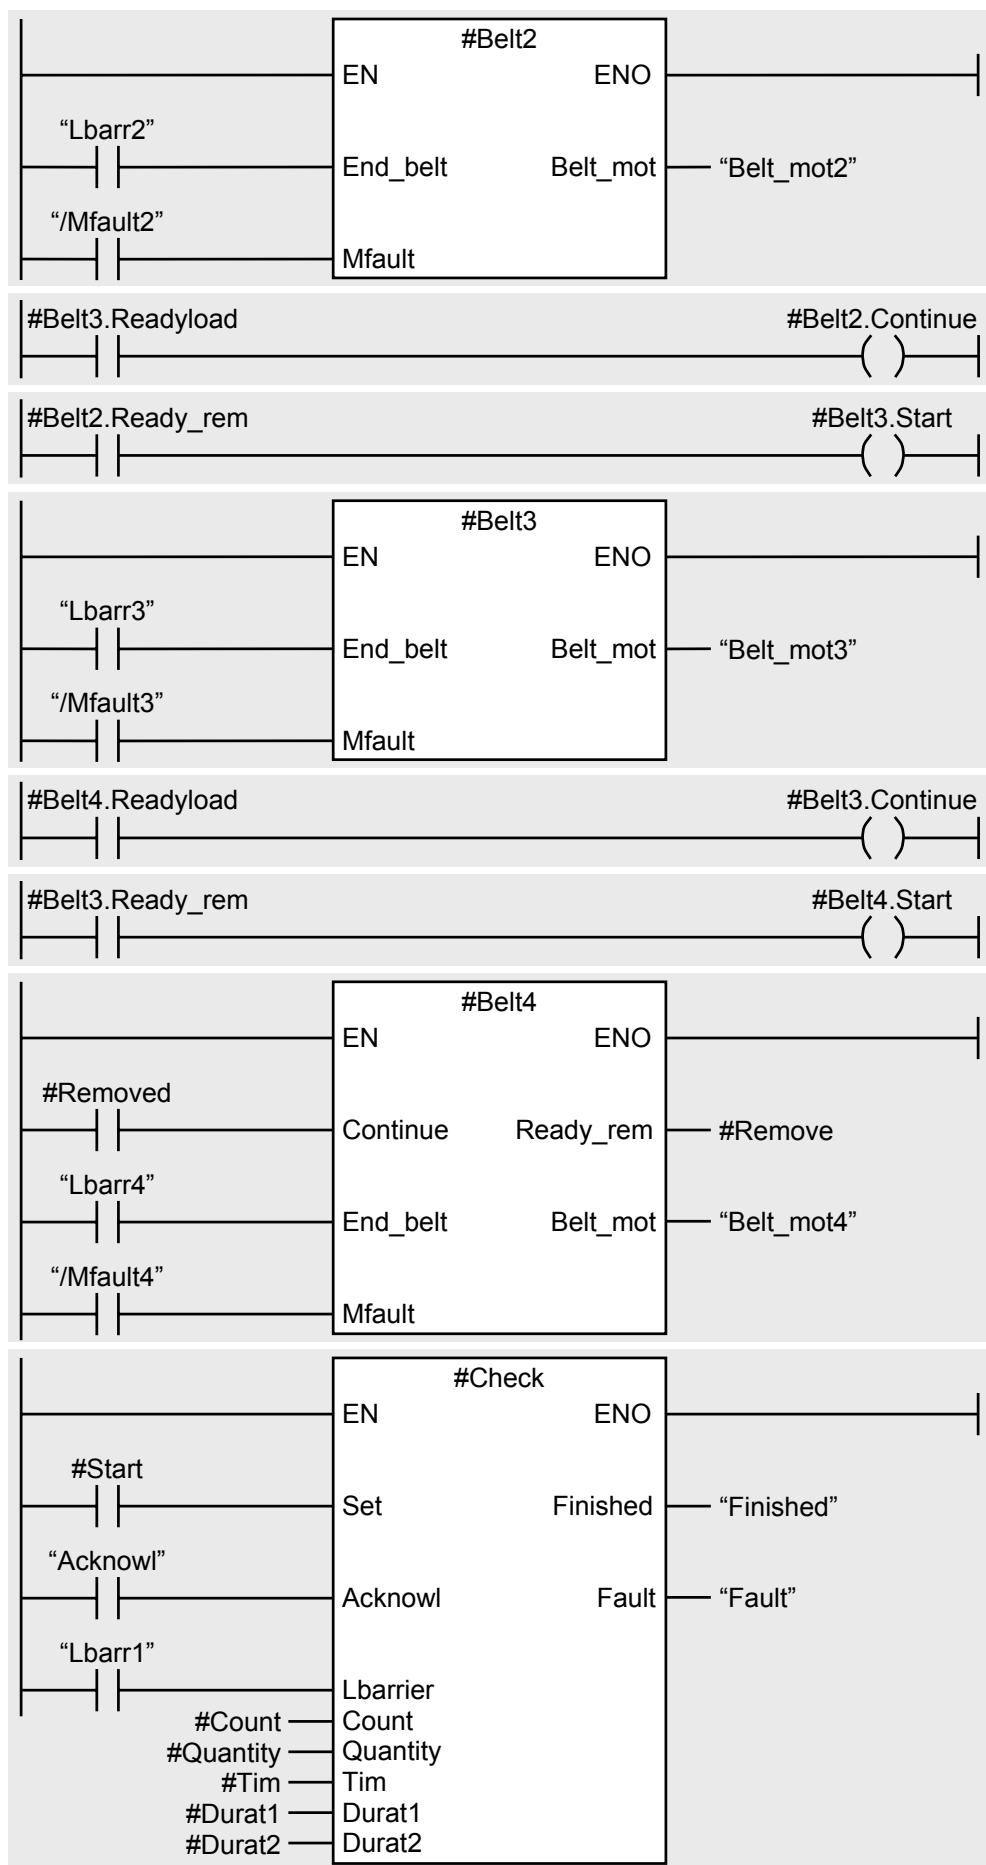 #Belt2
EN ENO
“Lbarr2”
End_belt Belt_mot “Belt_mot2”
“/Mfault2”
Mfault
#Belt3.Readyload #Belt2.Continue
#Belt2.Ready_rem #Belt3.Start
#Belt3
EN ENO
“Lbarr3”
End_belt Belt_mot “Belt_mot3”
“/Mfault3”
Mfault
#Belt4.Readyload #Belt3.Continue
#Belt3.Ready_rem #Belt4.Start
#Belt4
EN ENO
#Removed
Continue Ready_rem #Remove
“Lbarr4”
End_belt Belt_mot “Belt_mot4”
“/Mfault4”
Mfault
#Check
EN ENO
#Start
Set Finished “Finished”
“Acknowl”
Acknowl Fault “Fault”
“Lbarr1”
Lbarrier
#Count Count
#Quantity Quantity
#Tim Tim
#Durat1 Durat1
#Durat2 Durat2